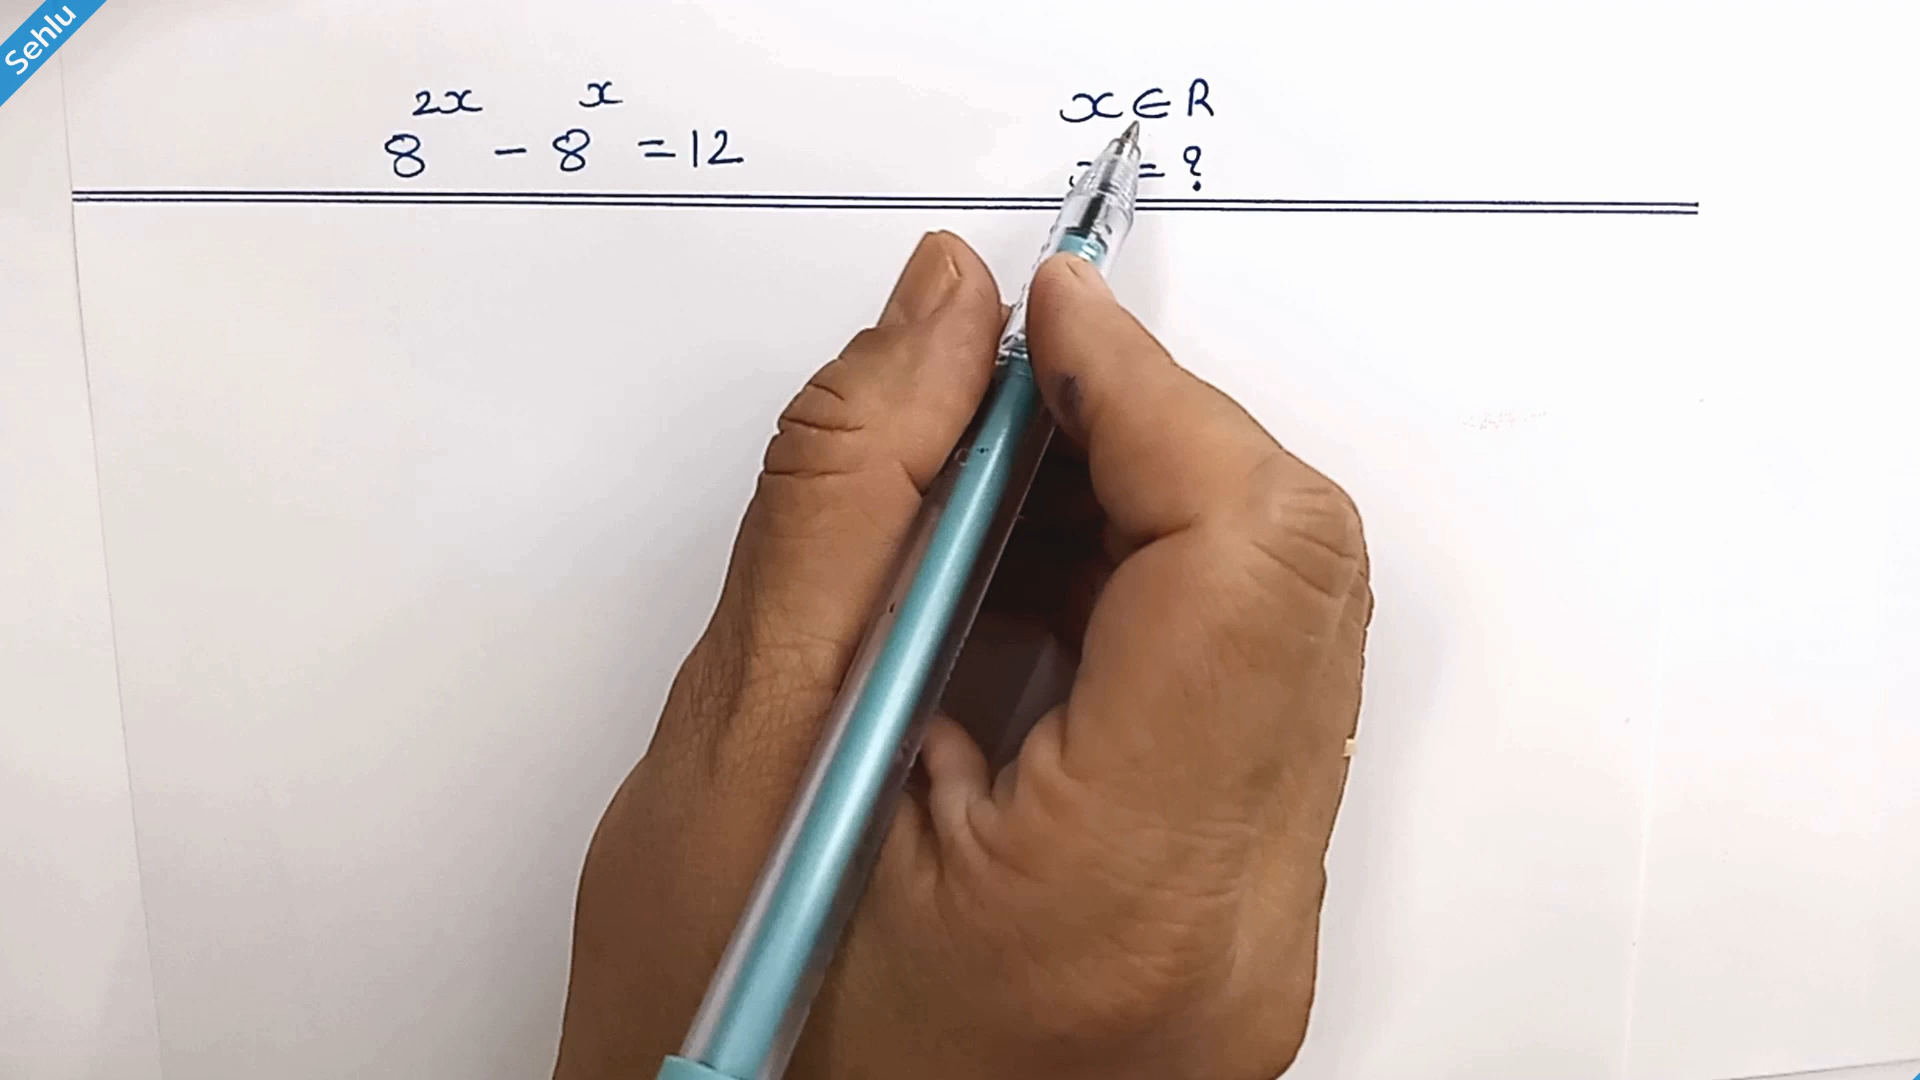 Sehlu
8^{2x} - 8^{x} = 12
x ∈ R
= ?